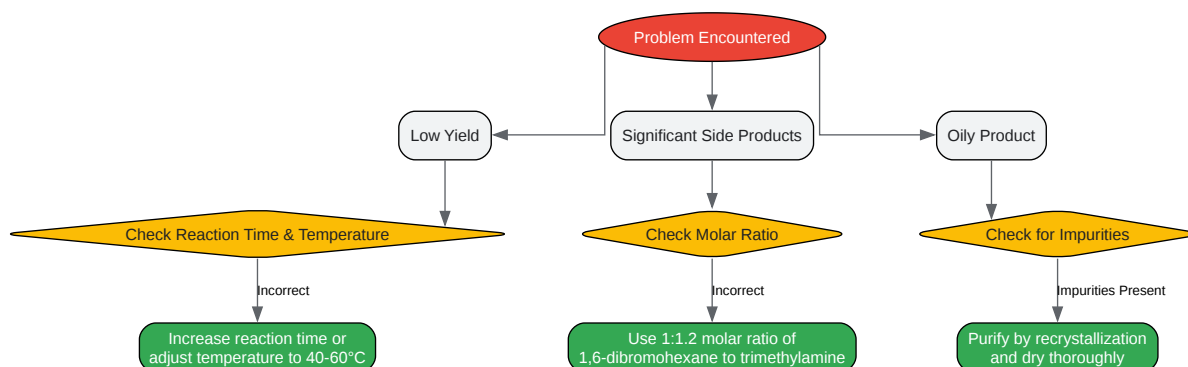 Problem Encountered
Low Yield
Significant Side Products
Oily Product
Check Reaction Time & Temperature
Check Molar Ratio
Check for Impurities
Incorrect
Incorrect
Impurities Present
Increase reaction time or
adjust temperature to 40-60°C
Use 1:1.2 molar ratio of
1,6-dibromohexane to trimethylamine
Purify by recrystallization
and dry thoroughly